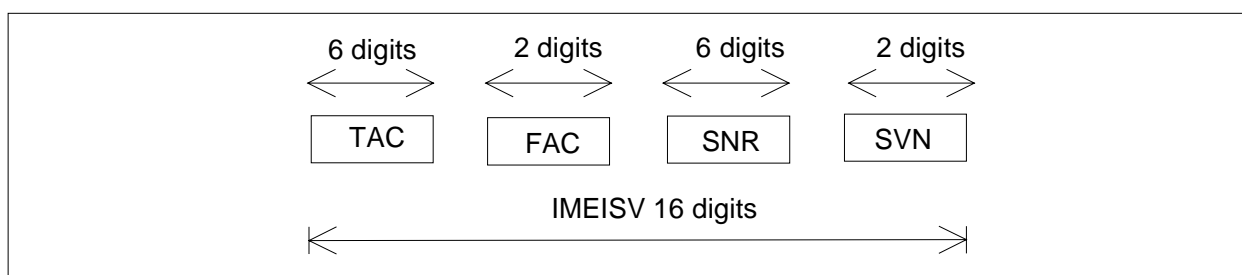 6 digits 2 digits 6 digits 2 digits
TAC FAC SNR SVN
IMEISV 16 digits